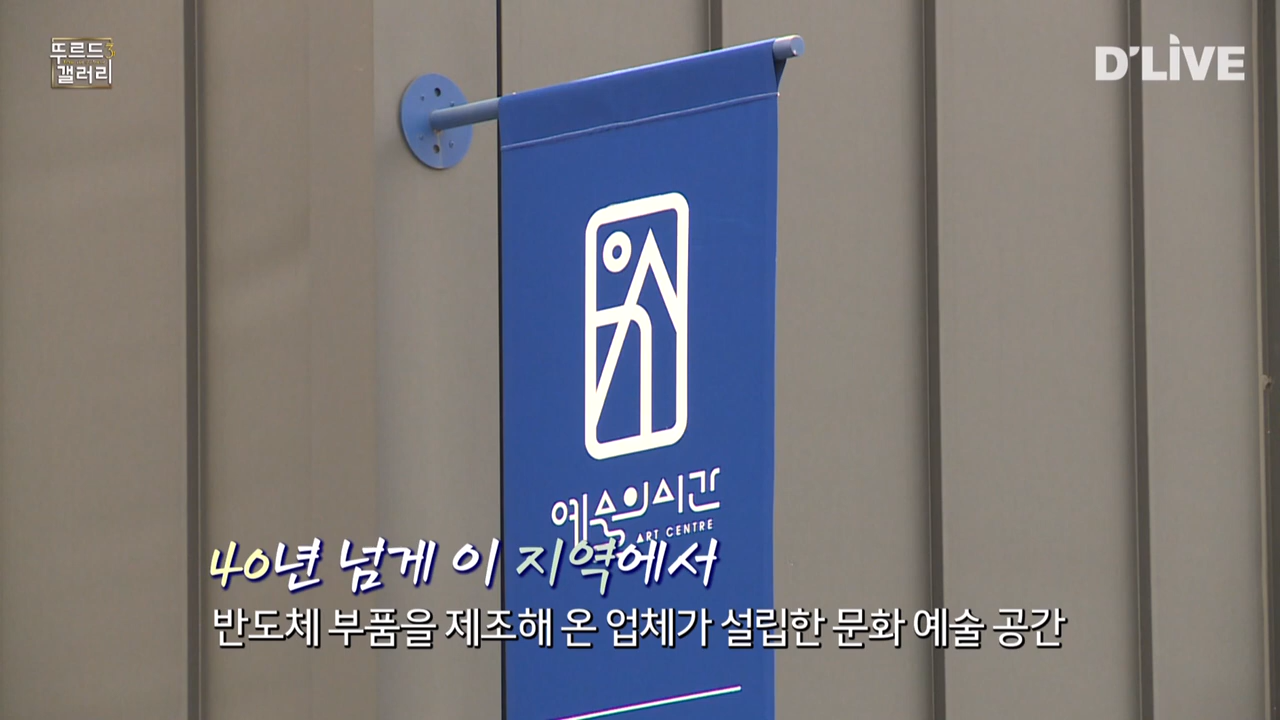 뚜르드
갤러리
D'LIVE
예술의시간
ART CENTRE
40년 넘게 이 지역에서
반도체 부품을 제조해 온 업체가 설립한 문화 예술 공간